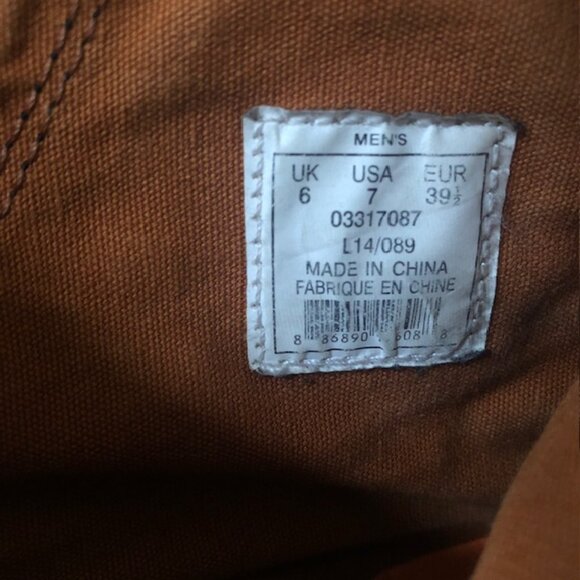 MEN'S
UK USA EUR
6 7 39½
03317087
L14/089
MADE IN CHINA
FABRIQUE EN CHINE